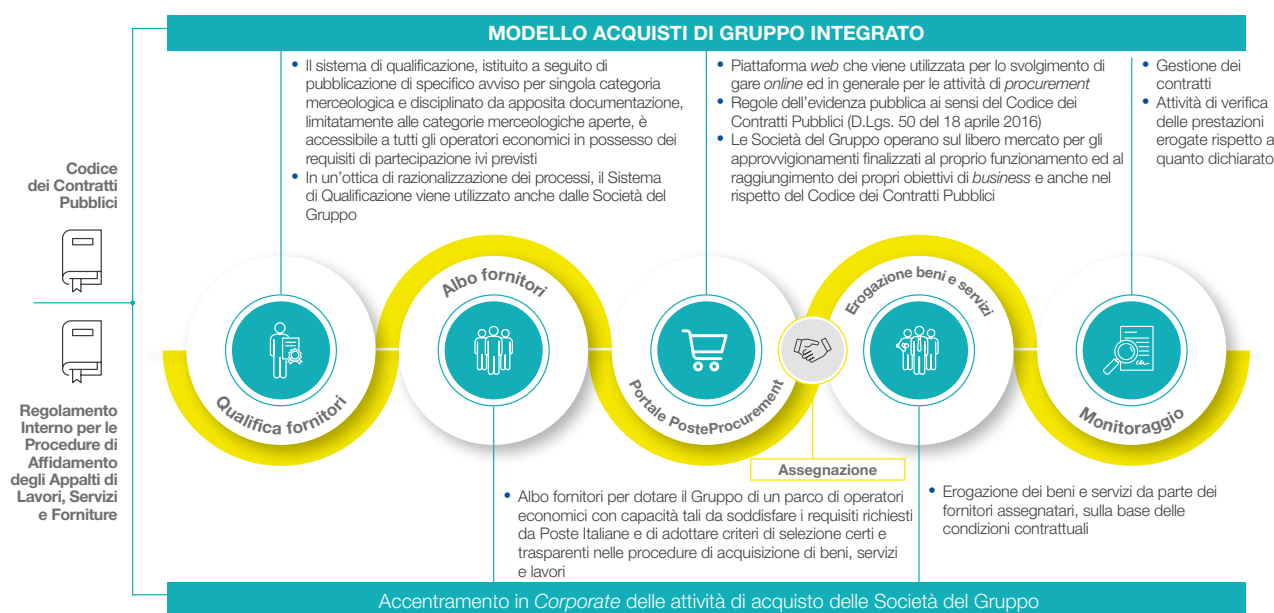 MODELLO ACQUISTI DI GRUPPO INTEGRATO
• Il sistema di qualificazione, istituito a seguito di
pubblicazione di specifico avviso per singola categoria
merceologica e disciplinato da apposita documentazione,
limitatamente alle categorie merceologiche aperte, è
accessibile a tutti gli operatori economici in possesso dei
requisiti di partecipazione ivi previsti
• In un'ottica di razionalizzazione dei processi, il Sistema
di Qualificazione viene utilizzato anche dalle Società del
Gruppo
• Piattaforma web che viene utilizzata per lo svolgimento di
gare online ed in generale per le attività di procurement
• Regole dell'evidenza pubblica ai sensi del Codice dei
Contratti Pubblici (D.Lgs. 50 del 18 aprile 2016)
• Le Società del Gruppo operano sul libero mercato per gli
approvvigionamenti finalizzati al proprio funzionamento ed al
raggiungimento dei propri obiettivi di business e anche nel
rispetto del Codice dei Contratti Pubblici
• Gestione dei
contratti
• Attività di verifica
delle prestazioni
erogate rispetto a
quanto dichiarato
Codice
dei Contratti
Pubblici
Regolamento
Interno per le
Procedure di
Affidamento
degli Appalti di
Lavori, Servizi
e Forniture
Qualifica fornitori
Albo fornitori
Portale PosteProcurement
Erogazione beni e servizi
Monitoraggio
Assegnazione
• Albo fornitori per dotare il Gruppo di un parco di operatori
economici con capacità tali da soddisfare i requisiti richiesti
da Poste Italiane e di adottare criteri di selezione certi e
trasparenti nelle procedure di acquisizione di beni, servizi
e lavori
• Erogazione dei beni e servizi da parte dei
fornitori assegnatari, sulla base delle
condizioni contrattuali
Accentramento in Corporate delle attività di acquisto delle Società del Gruppo